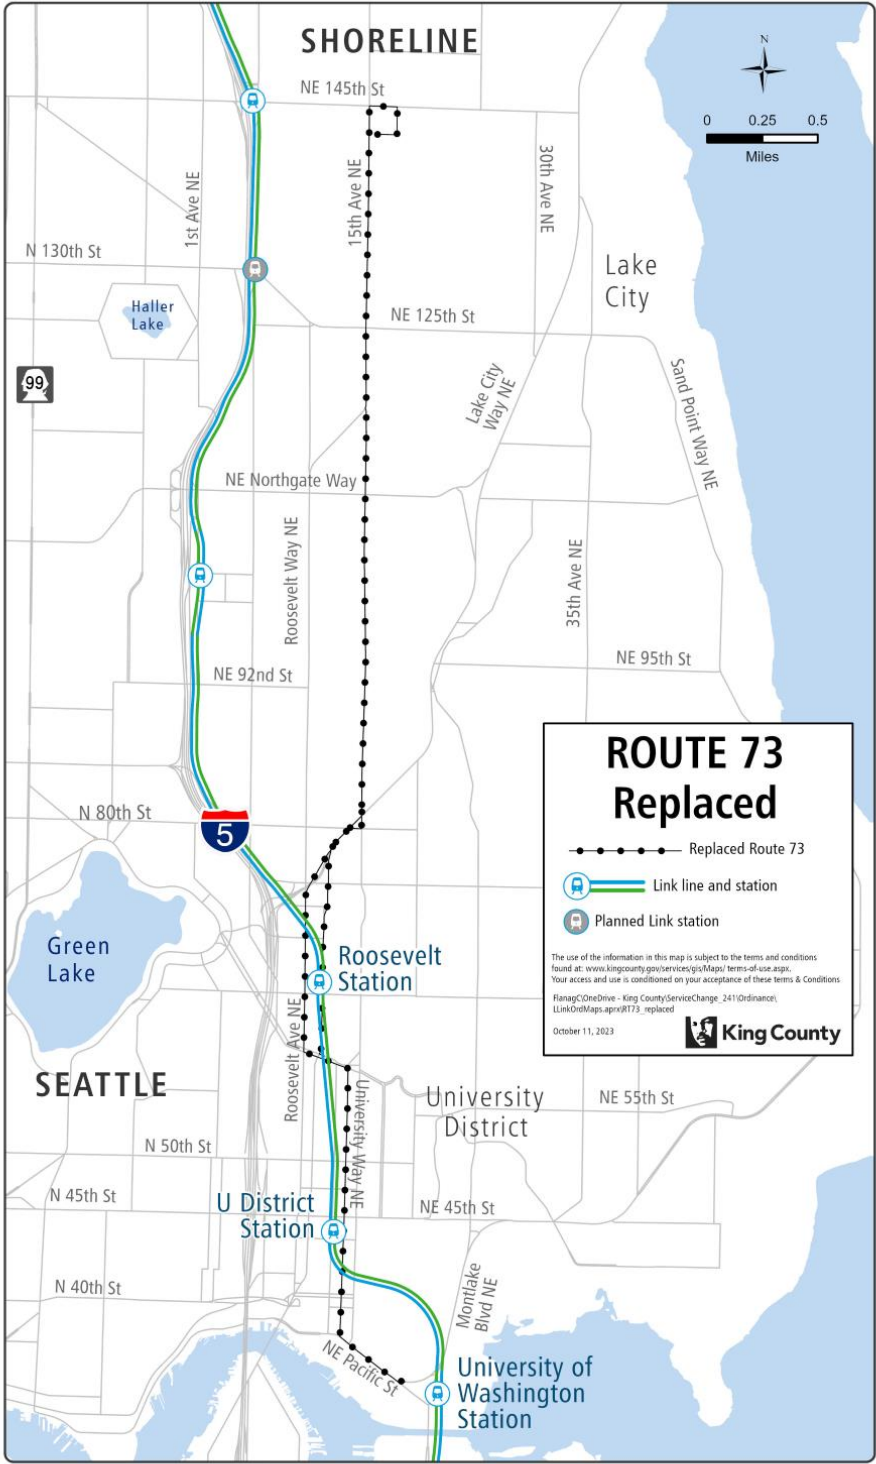 SHORELINE
N
NE 145th St
0 0.25 0.5
Miles
1st Ave NE
15th Ave NE
30th Ave NE
N 130th St
Lake
City
Haller
Lake
NE 125th St
99
Lake City
Way NE
Sand Point Way NE
NE Northgate Way
Roosevelt Way NE
35th Ave NE
NE 95th St
NE 92nd St
ROUTE 73
Replaced
Replaced Route 73
Link line and station
Planned Link station
The use of the information in this map is subject to the terms and conditions
found at: www.kingcounty.gov/services/gis/Maps/ terms-of-use.aspx.
Your access and use is conditioned on your acceptance of these terms & Conditions
FlanagC\OneDrive - King County\ServiceChange_241\Ordinance\
LLinkOrdMaps.aprx\RT73_replaced
October 11, 2023
King County
N 80th St
5
Green
Lake
Roosevelt
Station
Roosevelt Ave NE
SEATTLE
University Way NE
University
District
NE 55th St
N 50th St
N 45th St
U District
Station
NE 45th St
N 40th St
Montlake
Blvd NE
NE Pacific St
University of
Washington
Station